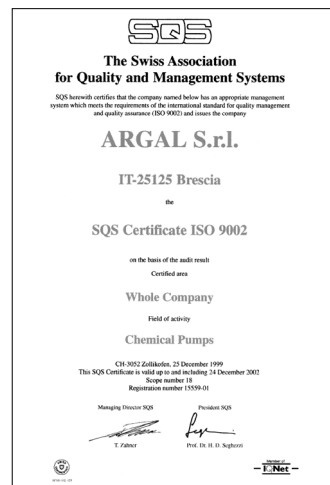 SQS
The Swiss Association
for Quality and Management Systems
SQS herewith certifies that the company named below has an appropriate management
system which meets the requirements of the international standard for quality management
and quality assurance (ISO 9002) and issues the company
ARGAL S.r.l.
IT-25125 Brescia
the
SQS Certificate ISO 9002
on the basis of the audit result
Certified area
Whole Company
Field of activity
Chemical Pumps
CH-3052 Zollikofen, 25 December 1999
This SQS Certificate is valid up to and including 24 December 2002
Scope number 18
Registration number 15559-01
Managing Director SQS President SQS
T. Zahner Prof. Dr. H. D. Seghezzi
Member of
IQNet